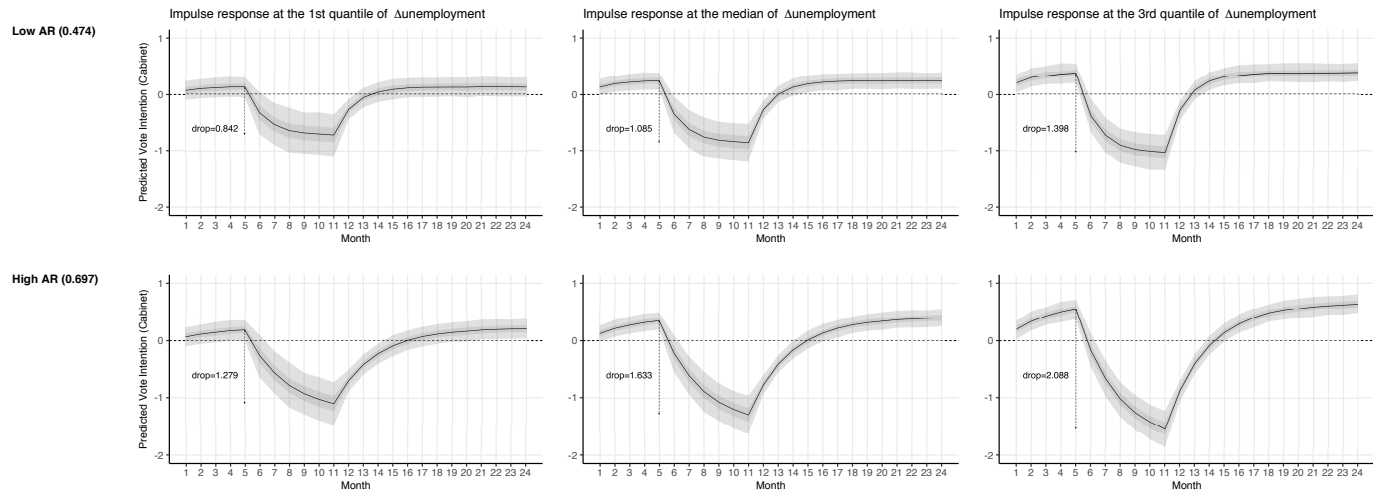 Impulse response at the 1st quantile of Δunemployment
Impulse response at the median of Δunemployment
Impulse response at the 3rd quantile of Δunemployment
Low AR (0.474)
Predicted Vote Intention (Cabinet)
1
0
-1
-2
drop=0.842
1 2 3 4 5 6 7 8 9 10 11 12 13 14 15 16 17 18 19 20 21 22 23 24
Month
1
0
-1
-2
drop=1.085
1 2 3 4 5 6 7 8 9 10 11 12 13 14 15 16 17 18 19 20 21 22 23 24
Month
1
0
-1
-2
drop=1.398
1 2 3 4 5 6 7 8 9 10 11 12 13 14 15 16 17 18 19 20 21 22 23 24
Month
High AR (0.697)
Predicted Vote Intention (Cabinet)
1
0
-1
-2
drop=1.279
1 2 3 4 5 6 7 8 9 10 11 12 13 14 15 16 17 18 19 20 21 22 23 24
Month
1
0
-1
-2
drop=1.633
1 2 3 4 5 6 7 8 9 10 11 12 13 14 15 16 17 18 19 20 21 22 23 24
Month
1
0
-1
-2
drop=2.088
1 2 3 4 5 6 7 8 9 10 11 12 13 14 15 16 17 18 19 20 21 22 23 24
Month